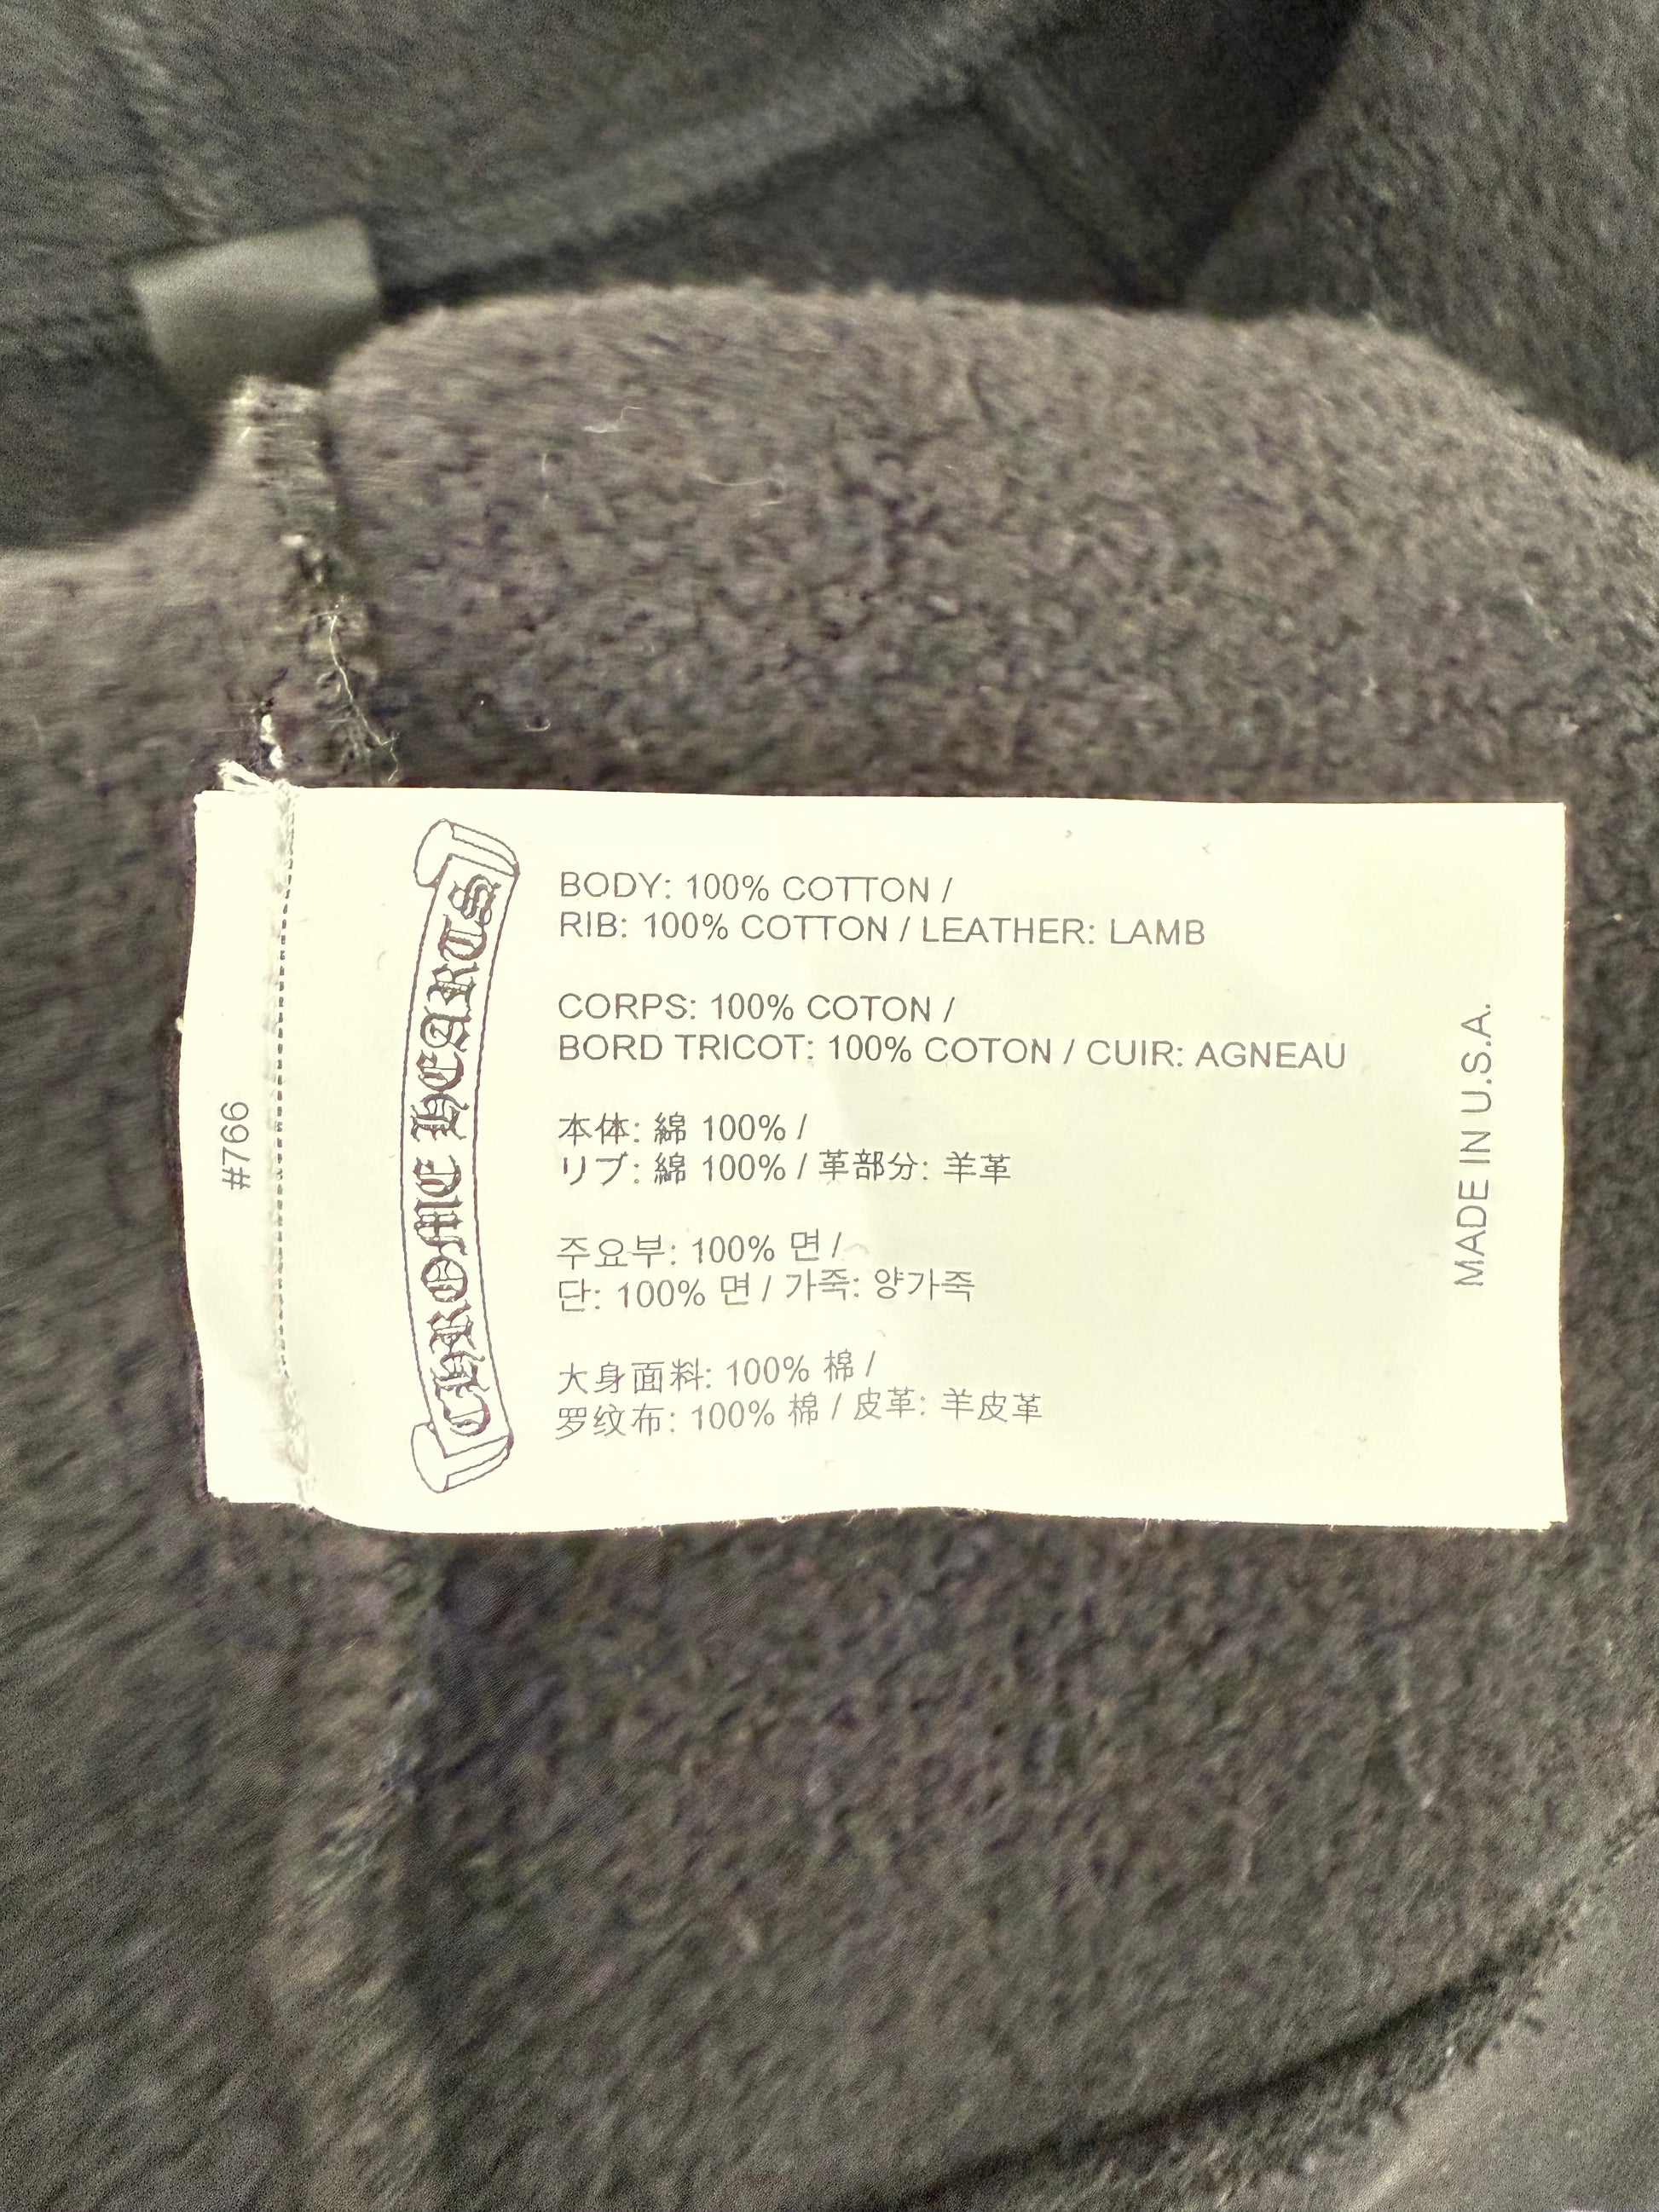 #766
CHROME HEARTS
BODY: 100% COTTON /
RIB: 100% COTTON / LEATHER: LAMB
CORPS: 100% COTON /
BORD TRICOT: 100% COTON / CUIR: AGNEAU
本体: 綿 100% /
リブ: 綿 100% / 革部分: 羊革
주요부: 100% 면 /
단: 100% 면 / 가죽: 양가죽
大身面料: 100% 棉 /
罗纹布: 100% 棉 / 皮革: 羊皮革
MADE IN U.S.A.